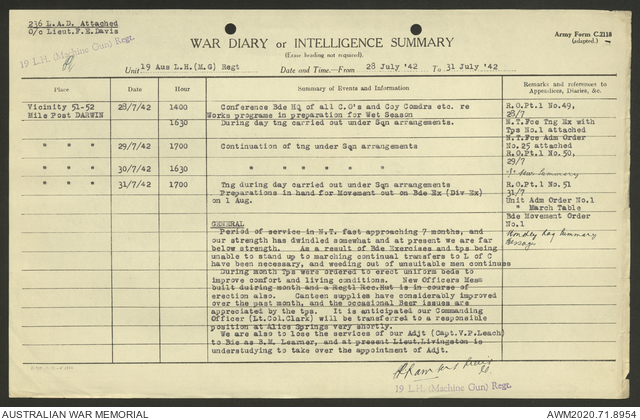 236 L.A.D. Attached
O/c Lieut.F.E.Davis
19 L.H. (Machine Gun) Regt.
WAR DIARY or INTELLIGENCE SUMMARY
(Erase heading not required).
Army Form C.2118
(adapted.)
Unit 19 Aus L.H.(M.G) Regt Date and Time—From 28 July '42 To 31 July '42
Place Date Hour Summary of Events and Information Remarks and references to Appendices, Diaries, &c.
Vicinity 51-52 28/7/42 1400 Conference Bde HQ of all C.O's and Coy Comdrs etc. re R.O.Pt.1 No.49,
Mile Post DARWIN Works programe in preparation for Wet Season 28/7
1630 During day tng carried out under Sqn arrangements. N.T.Fce Tng Ex with
Tps No.1 attached
N.T.Fce Adm Order
" " " 29/7/42 1700 Continuation of tng under Sqn arrangements No.25 attached
R.O.Pt.1 No.50,
29/7
" " " 30/7/42 1630 " " " " " "
" " " 31/7/42 1700 Tng during day carried out under Sqn arrangements R.O.Pt.1 No.51
Preparations in hand for Movement out on Bde Ex (Div Ex) 31/7
on 1 Aug. Unit Adm Order No.1
" March Table
Bde Movement Order
No.1
GENERAL
Period of service in N.T. fast approaching 7 months, and
our strength has dwindled somewhat and at present we are far
below strength. As a result of Bde Exercises and tps being
unable to stand up to marching continual transfers to L of C
have been necessary, and weeding out of unsuitable men continues
During month Tps were ordered to erect uniform beds to
improve comfort and living conditions. New Officers Mess
built duiring month and a Regtl Rec.Hut is in course of
erection also. Canteen supplies have considerably improved
over the past month, and the occasional Beer issues are
appreciated by the tps. It is anticipated our Commanding
Officer (Lt.Col.Clark) will be transferred to a responsible
position at Alice Springs very shortly.
We are also to lose the services of our Adjt (Capt.V.P.Leach)
to Bde as B.M. Learner, and at present Lieut.Livingston is
understudying to take over the appointment of Adjt.
19 L.H. (Machine Gun) Regt.
AUSTRALIAN WAR MEMORIAL
AWM2020.71.8954